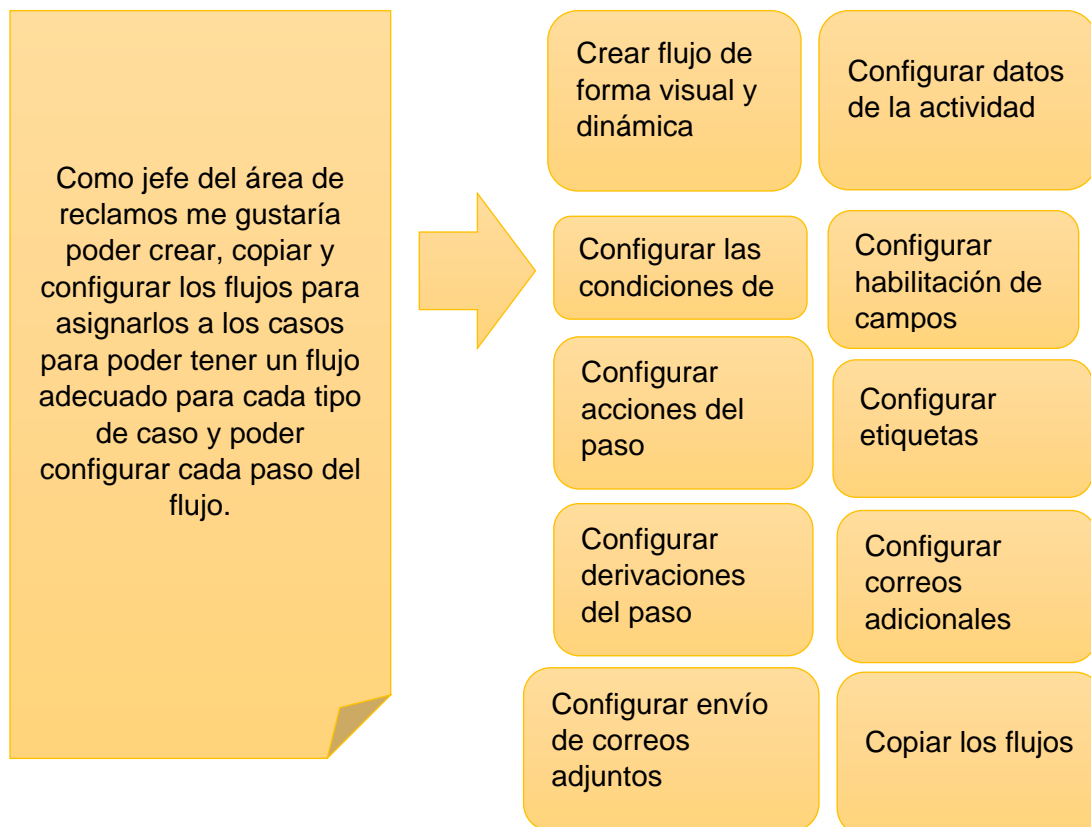 Como jefe del área de
reclamos me gustaría
poder crear, copiar y
configurar los flujos para
asignarlos a los casos
para poder tener un flujo
adecuado para cada tipo
de caso y poder
configurar cada paso del
flujo.
Crear flujo de
forma visual y
dinámica
Configurar datos
de la actividad
Configurar las
condiciones de
Configurar
habilitación de
campos
Configurar
acciones del
paso
Configurar
etiquetas
Configurar
derivaciones
del paso
Configurar
correos
adicionales
Configurar envío
de correos
adjuntos
Copiar los flujos